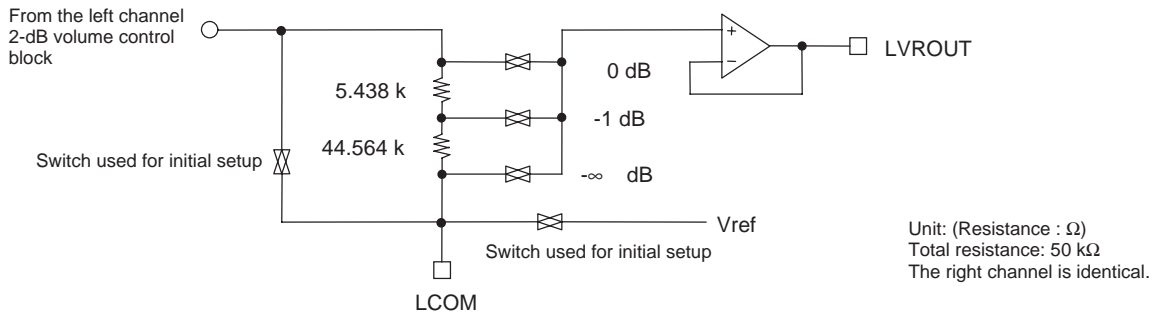 From the left channel
2-dB volume control
block
LVROUT
0 dB
5.438 k
-1 dB
44.564 k
Switch used for initial setup
-∞ dB
Vref
Switch used for initial setup
LCOM
Unit: (Resistance : Ω)
Total resistance: 50 kΩ
The right channel is identical.
+
−